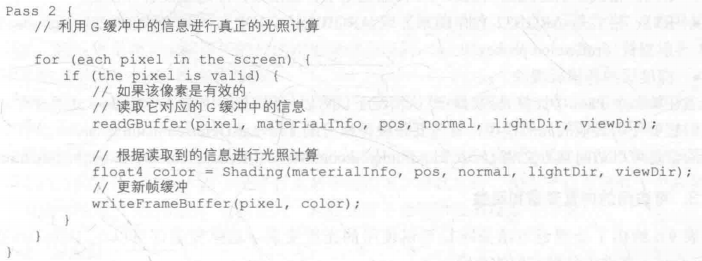 Pass 2 {
    // 利用 G 缓冲中的信息进行真正的光照计算

    for (each pixel in the screen) {
        if (the pixel is valid) {
            // 如果该像素是有效的
            // 读取它对应的 G 缓冲中的信息
            readGBuffer(pixel, materialInfo, pos, normal, lightDir, viewDir);

            // 根据读取到的信息进行光照计算
            float4 color = Shading(materialInfo, pos, normal, lightDir, viewDir);
            // 更新帧缓冲
            writeFrameBuffer(pixel, color);
        }
    }
}